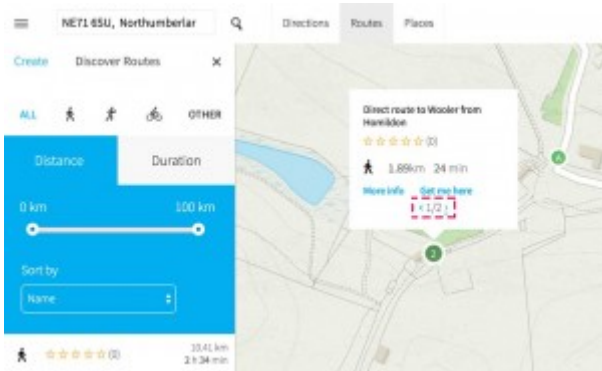 NE71 6SU, Northumberlar
Directions
Routes
Places
Create
Discover Routes
×
ALL
OTHER
Distance
Duration
0 km
100 km
Sort by
Name
(0)
10.41 km
2 h 34 min
Direct route to Wooler from
Humbleton
(0)
1.89km 24 min
More info Get me here
‹ 1/2 ›
A
2